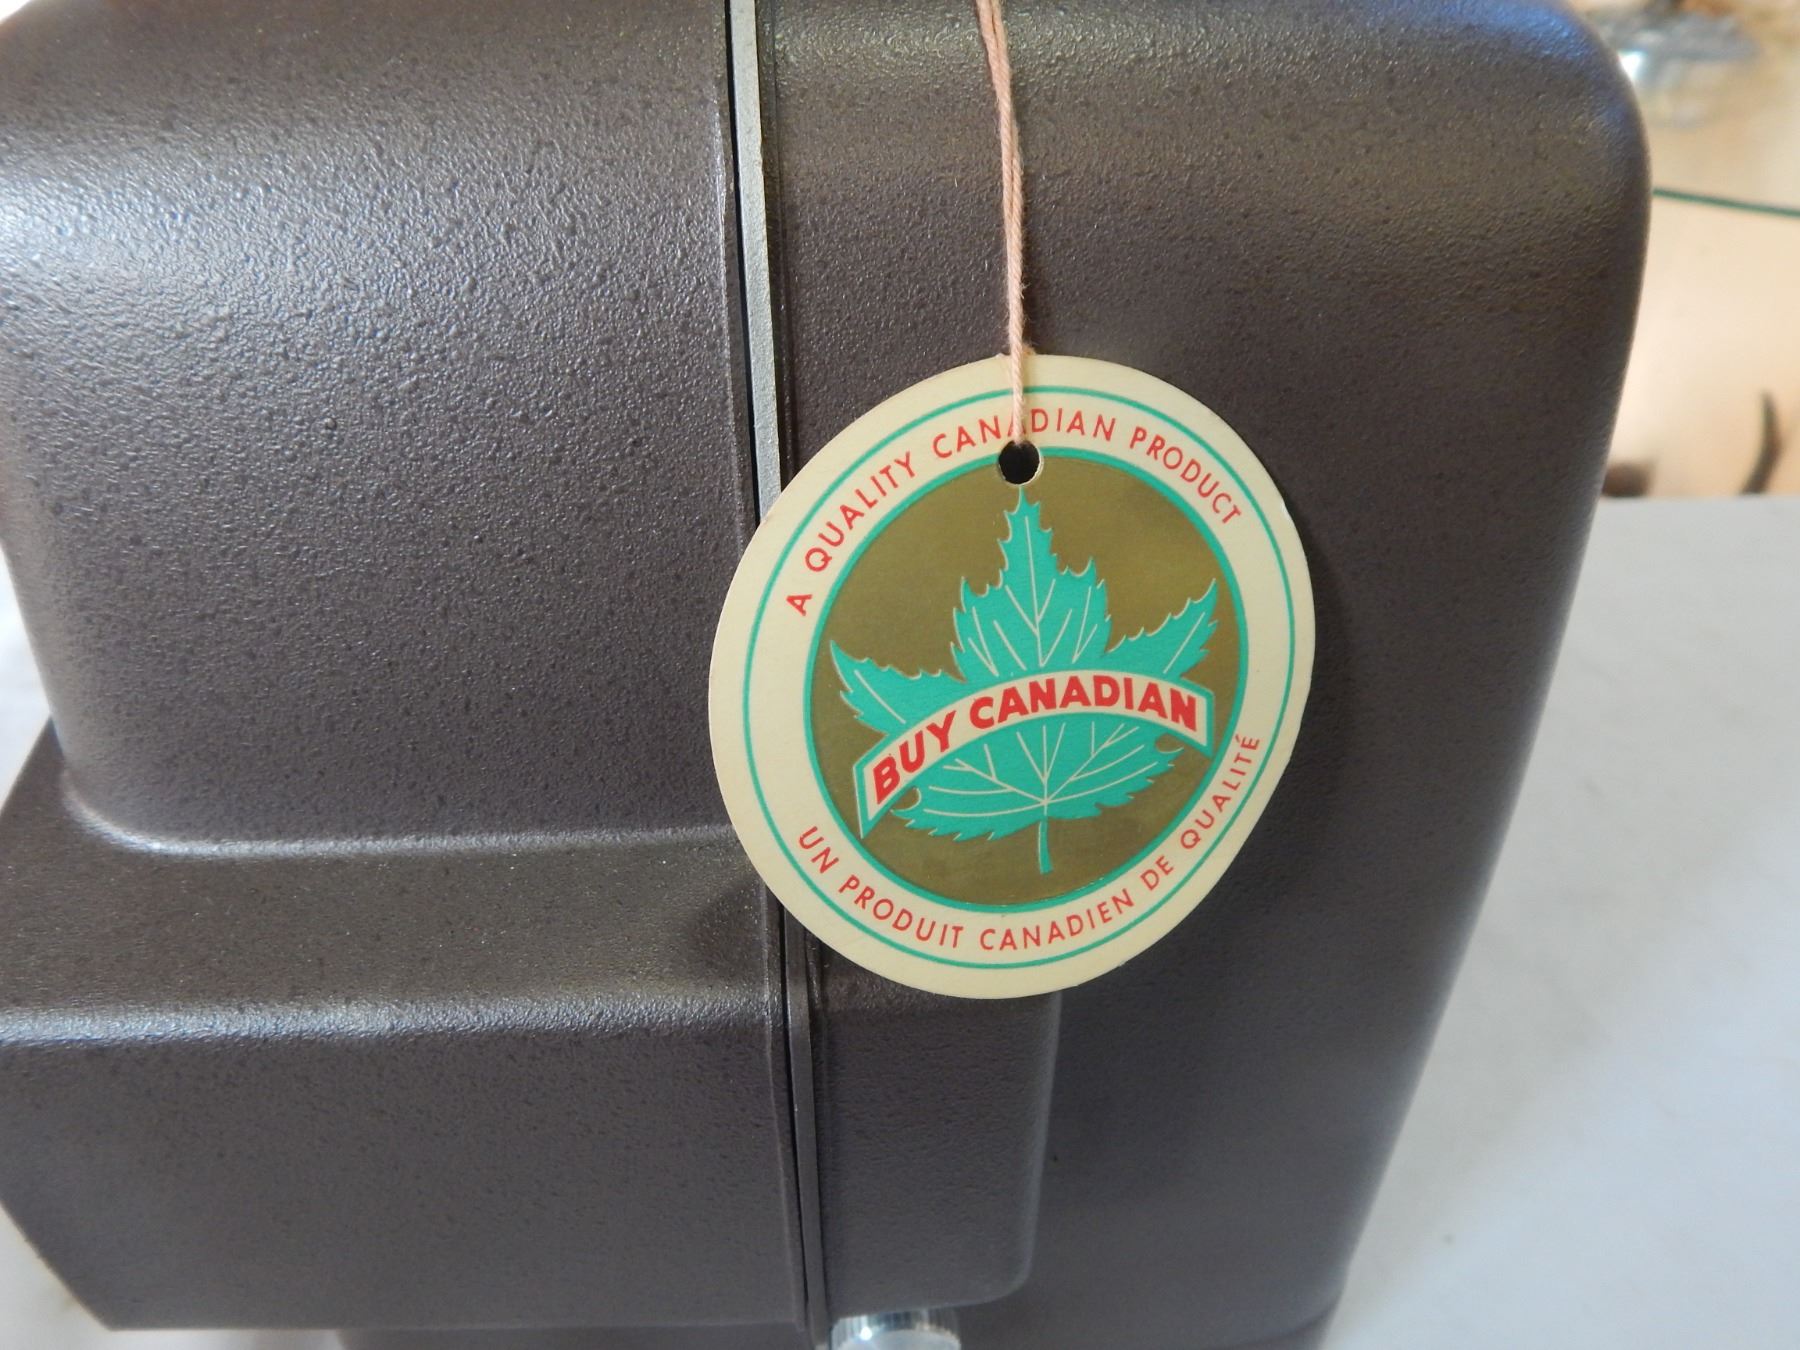 A QUALITY CANADIAN PRODUCT
BUY CANADIAN
UN PRODUIT CANADIEN DE QUALITÉ